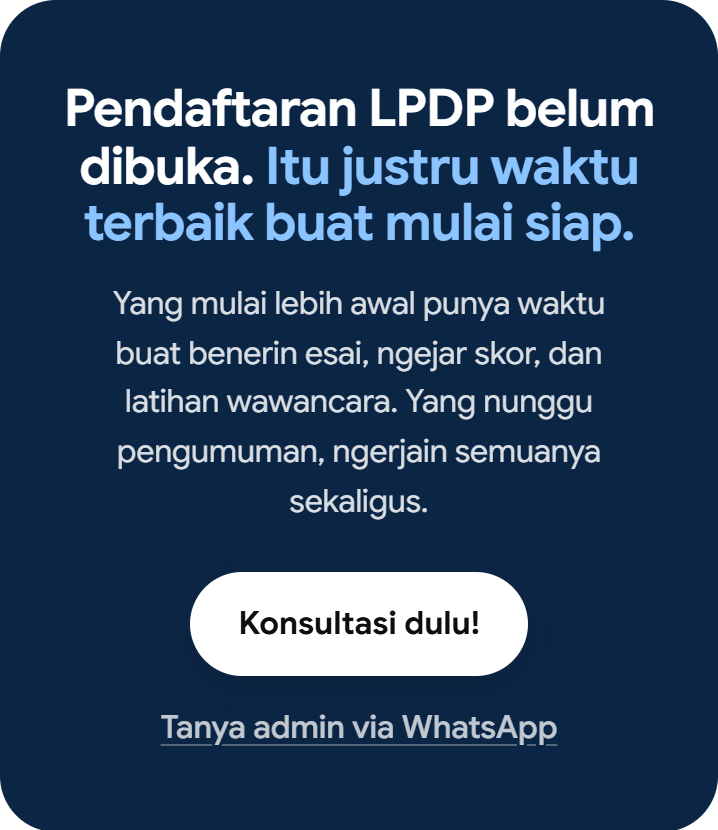 Pendaftaran LPDP belum
dibuka. Itu justru waktu
terbaik buat mulai siap.
Yang mulai lebih awal punya waktu
buat benerin esai, ngejar skor, dan
latihan wawancara. Yang nunggu
pengumuman, ngerjain semuanya
sekaligus.
Konsultasi dulu!
Tanya admin via WhatsApp